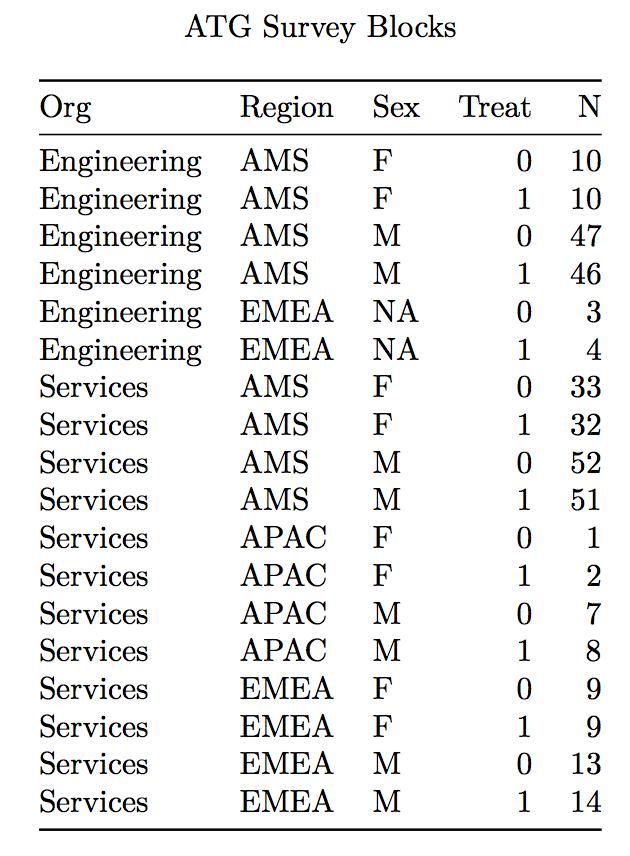 ATG Survey Blocks
Org Region Sex Treat N
Engineering AMS F 0 10
Engineering AMS F 1 10
Engineering AMS M 0 47
Engineering AMS M 1 46
Engineering EMEA NA 0 3
Engineering EMEA NA 1 4
Services AMS F 0 33
Services AMS F 1 32
Services AMS M 0 52
Services AMS M 1 51
Services APAC F 0 1
Services APAC F 1 2
Services APAC M 0 7
Services APAC M 1 8
Services EMEA F 0 9
Services EMEA F 1 9
Services EMEA M 0 13
Services EMEA M 1 14